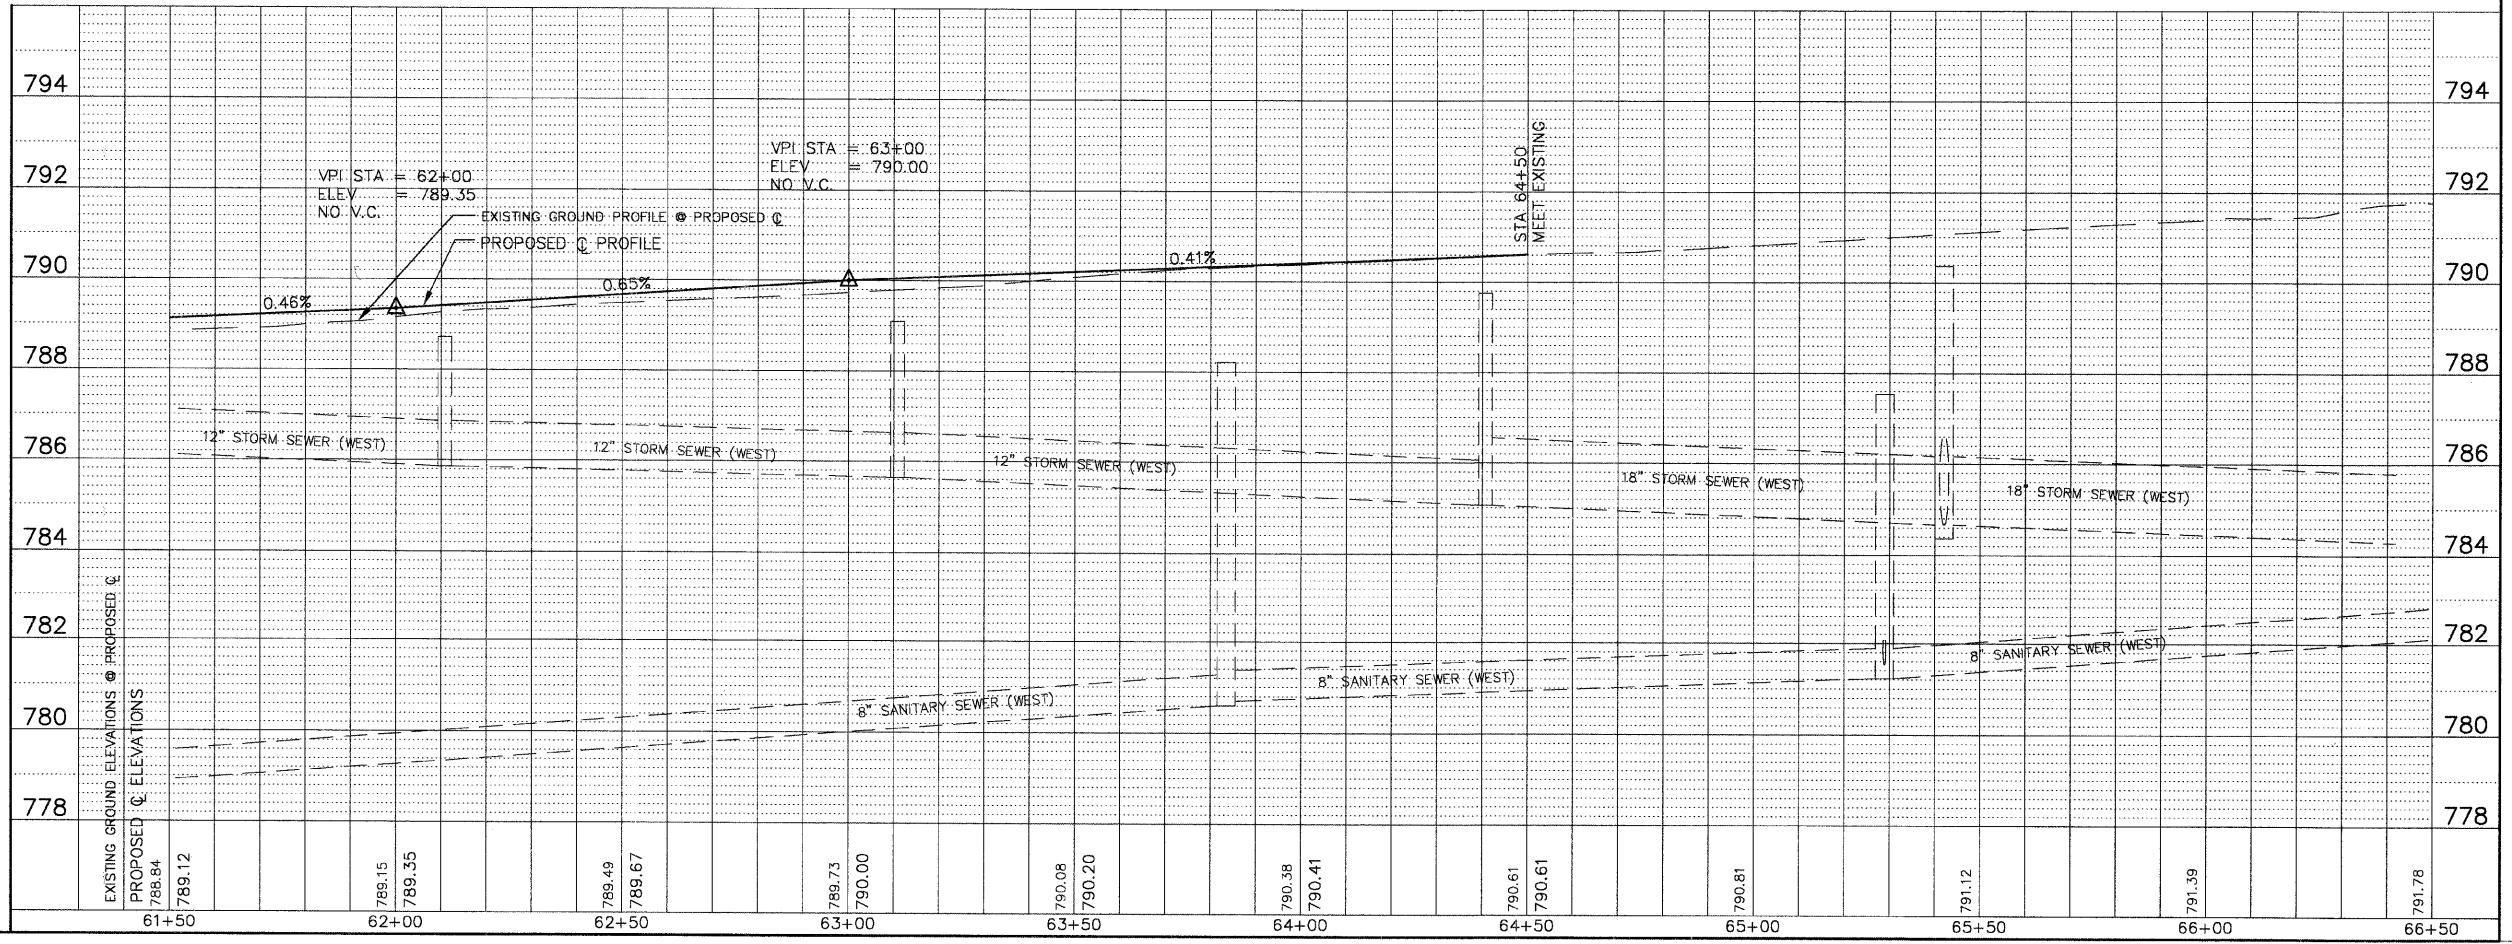 794
792
790
788
786
784
782
780
778
794
792
790
788
786
784
782
780
778
VPI STA = 62+00
ELEV = 789.35
NO V.C.
VPI STA = 63+00
ELEV = 790.00
NO V.C.
EXISTING GROUND PROFILE @ PROPOSED ℄
PROPOSED ℄ PROFILE
STA 64+50
MEET EXISTING
0.46%
0.65%
0.41%
12" STORM SEWER (WEST)
12" STORM SEWER (WEST)
12" STORM SEWER (WEST)
18" STORM SEWER (WEST)
18" STORM SEWER (WEST)
8" SANITARY SEWER (WEST)
8" SANITARY SEWER (WEST)
8" SANITARY SEWER (WEST)
EXISTING GROUND ELEVATIONS @ PROPOSED ℄
PROPOSED ℄ ELEVATIONS
788.84
789.12
789.15
789.35
789.49
789.67
789.73
790.00
790.08
790.20
790.38
790.41
790.61
790.61
790.81
791.12
791.39
791.78
61+50
62+00
62+50
63+00
63+50
64+00
64+50
65+00
65+50
66+00
66+50